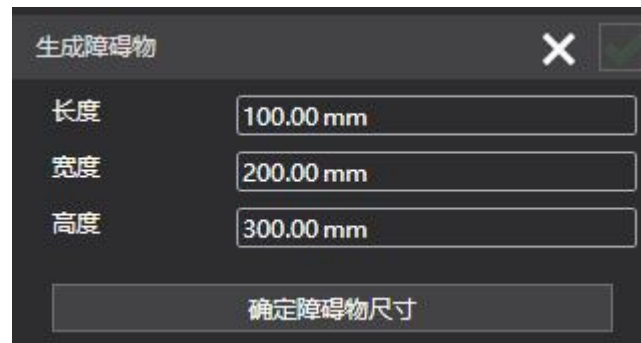 生成障碍物
长度 100.00 mm
宽度 200.00 mm
高度 300.00 mm
确定障碍物尺寸